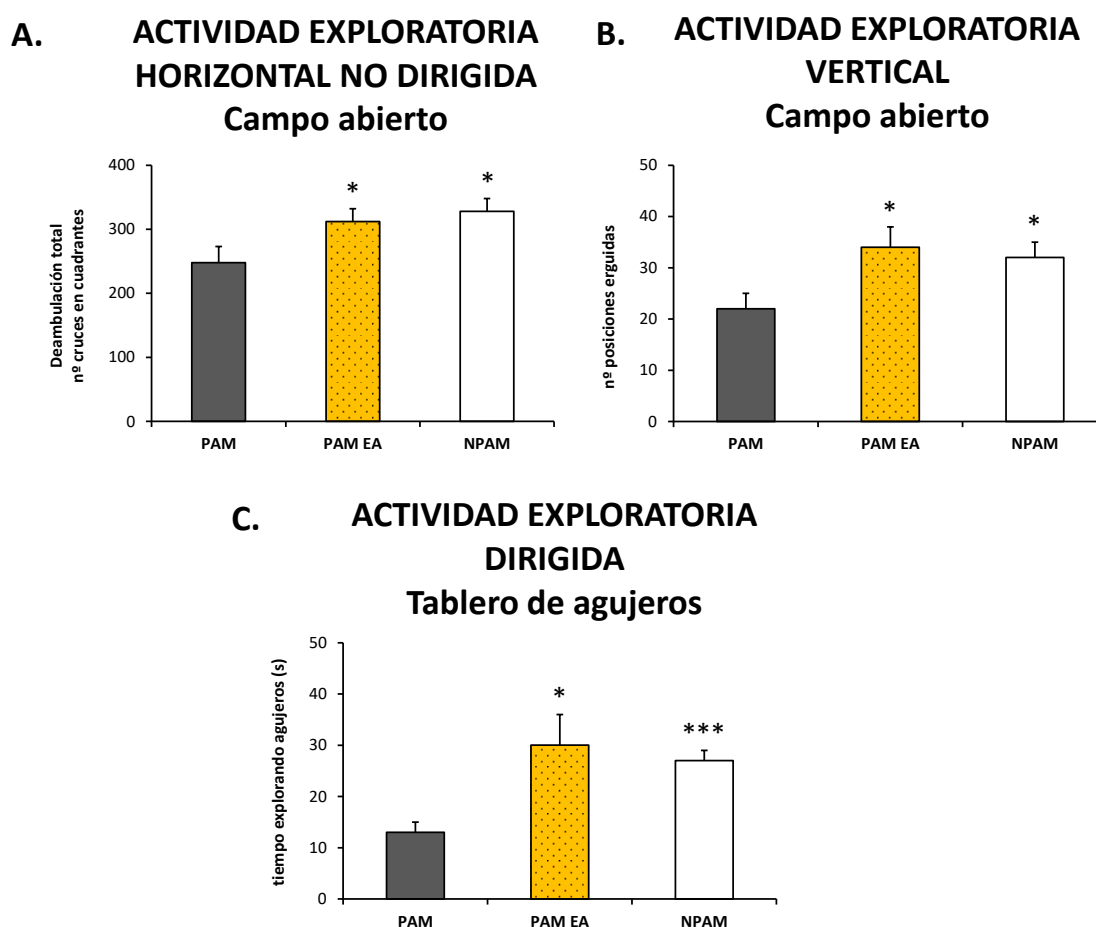 A.
ACTIVIDAD EXPLORATORIA
HORIZONTAL NO DIRIGIDA
Campo abierto
Deambulación total
nº cruces en cuadrantes
400
300
200
100
0
*
*
PAM
PAM EA
NPAM
B.
ACTIVIDAD EXPLORATORIA
VERTICAL
Campo abierto
nº posiciones erguidas
50
40
30
20
10
0
*
*
PAM
PAM EA
NPAM
C.
ACTIVIDAD EXPLORATORIA
DIRIGIDA
Tablero de agujeros
tiempo explorando agujeros (s)
50
40
30
20
10
0
*
***
PAM
PAM EA
NPAM